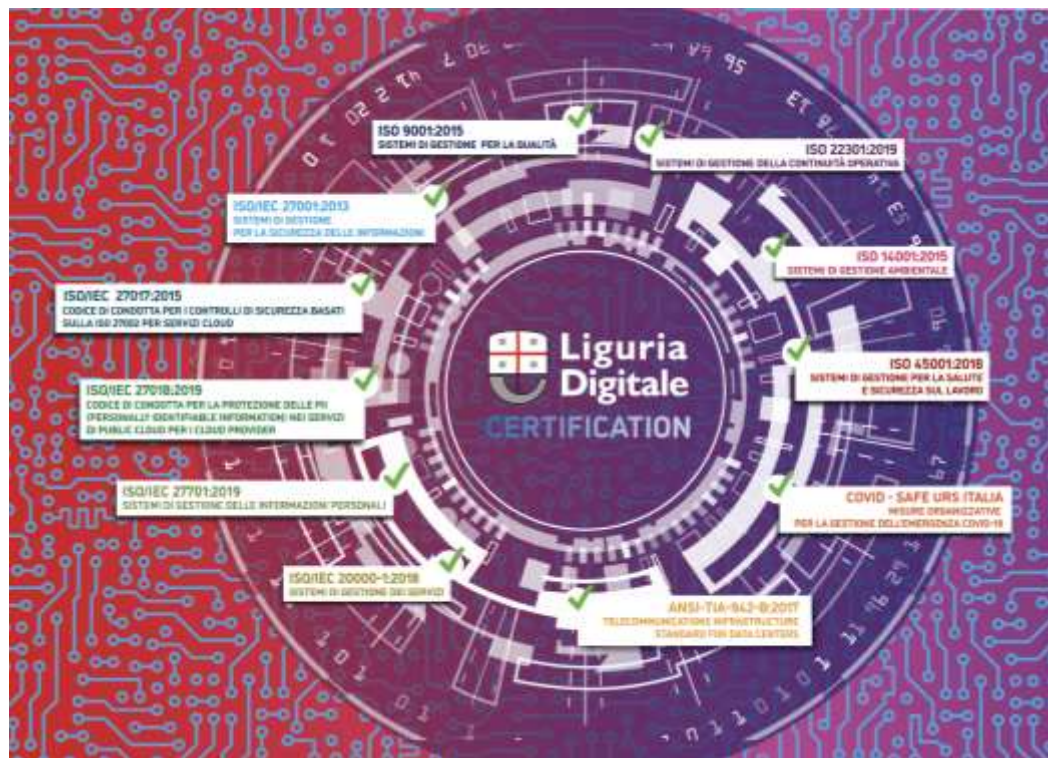 ISO 9001:2015
SISTEMI DI GESTIONE PER LA QUALITÀ
ISO 22301:2019
SISTEMI DI GESTIONE DELLA CONTINUITÀ OPERATIVA
ISO/IEC 27001:2013
SISTEMI DI GESTIONE
PER LA SICUREZZA DELLE INFORMAZIONI
ISO 14001:2015
SISTEMI DI GESTIONE AMBIENTALE
ISO/IEC 27017:2015
CODICE DI CONDOTTA PER I CONTROLLI DI SICUREZZA BASATI
SULLA ISO 27002 PER SERVIZI CLOUD
Liguria
Digitale
CERTIFICATION
ISO 45001:2018
SISTEMI DI GESTIONE PER LA SALUTE
E SICUREZZA SUL LAVORO
ISO/IEC 27018:2019
CODICE DI CONDOTTA PER LA PROTEZIONE DELLE PII
(PERSONALLY IDENTIFIABLE INFORMATION) NEI SERVIZI
DI PUBLIC CLOUD PER I CLOUD PROVIDER
ISO/IEC 27701:2019
SISTEMI DI GESTIONE DELLE INFORMAZIONI PERSONALI
COVID - SAFE URS ITALIA
MISURE ORGANIZZATIVE
PER LA GESTIONE DELL'EMERGENZA COVID-19
ISO/IEC 20000-1:2018
SISTEMI DI GESTIONE DEI SERVIZI
ANSI-TIA-942-B:2017
TELECOMMUNICATIONS INFRASTRUCTURE
STANDARD FOR DATA CENTERS